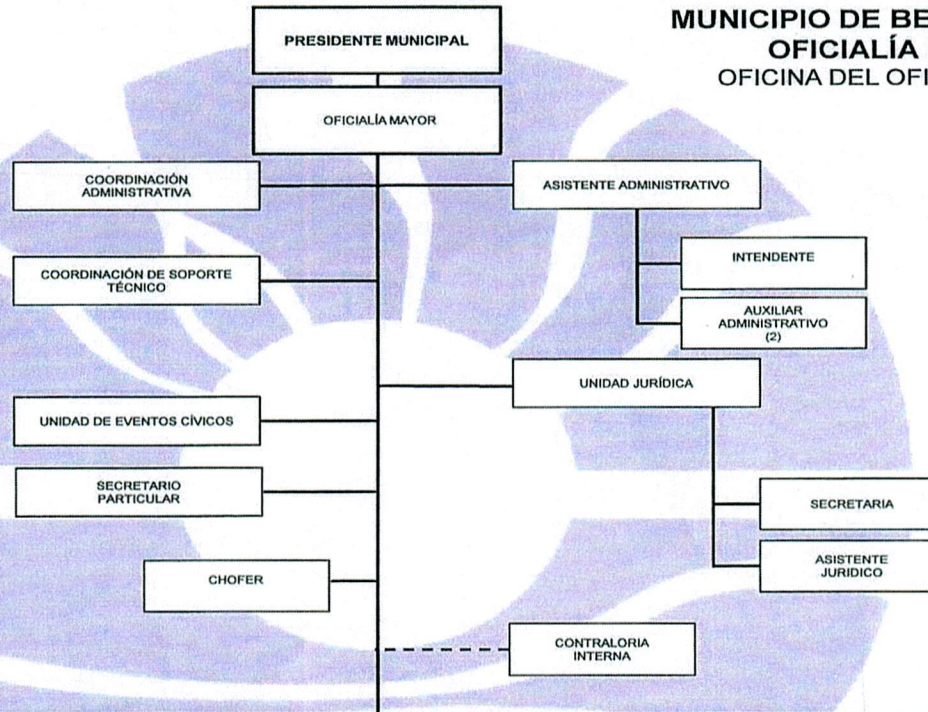 MUNICIPIO DE BE
OFICIALÍA
OFICINA DEL OFI
PRESIDENTE MUNICIPAL
OFICIALÍA MAYOR
COORDINACIÓN
ADMINISTRATIVA
ASISTENTE ADMINISTRATIVO
INTENDENTE
COORDINACIÓN DE SOPORTE
TÉCNICO
AUXILIAR
ADMINISTRATIVO
(2)
UNIDAD JURÍDICA
UNIDAD DE EVENTOS CÍVICOS
SECRETARIO
PARTICULAR
SECRETARIA
ASISTENTE
JURIDICO
CHOFER
CONTRALORIA
INTERNA